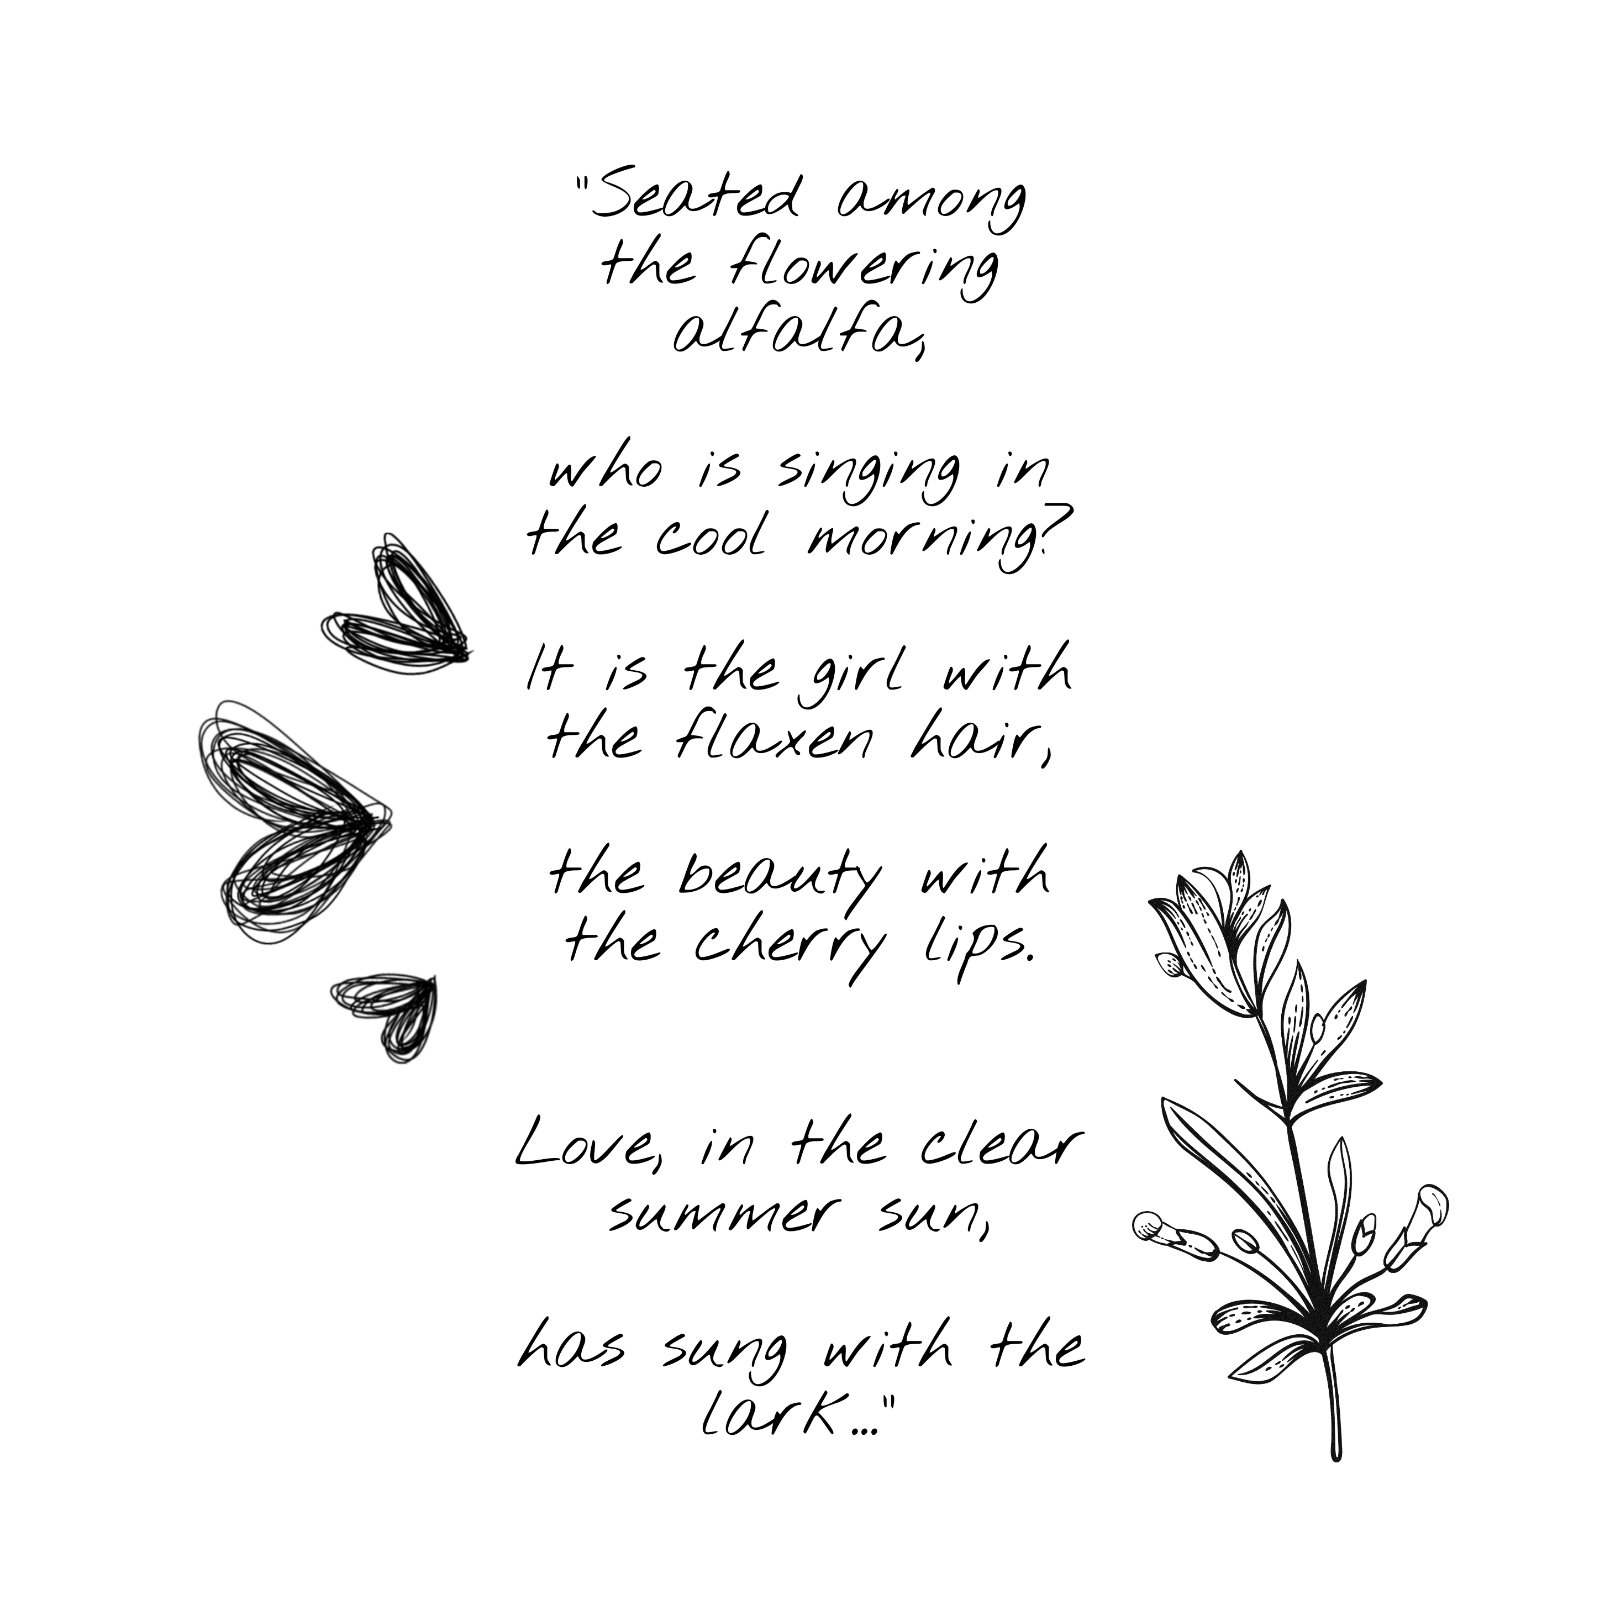 "Seated among
the flowering
alfalfa,
who is singing in
the cool morning?
It is the girl with
the flaxen hair,
the beauty with
the cherry lips.
Love, in the clear
summer sun,
has sung with the
lark..."